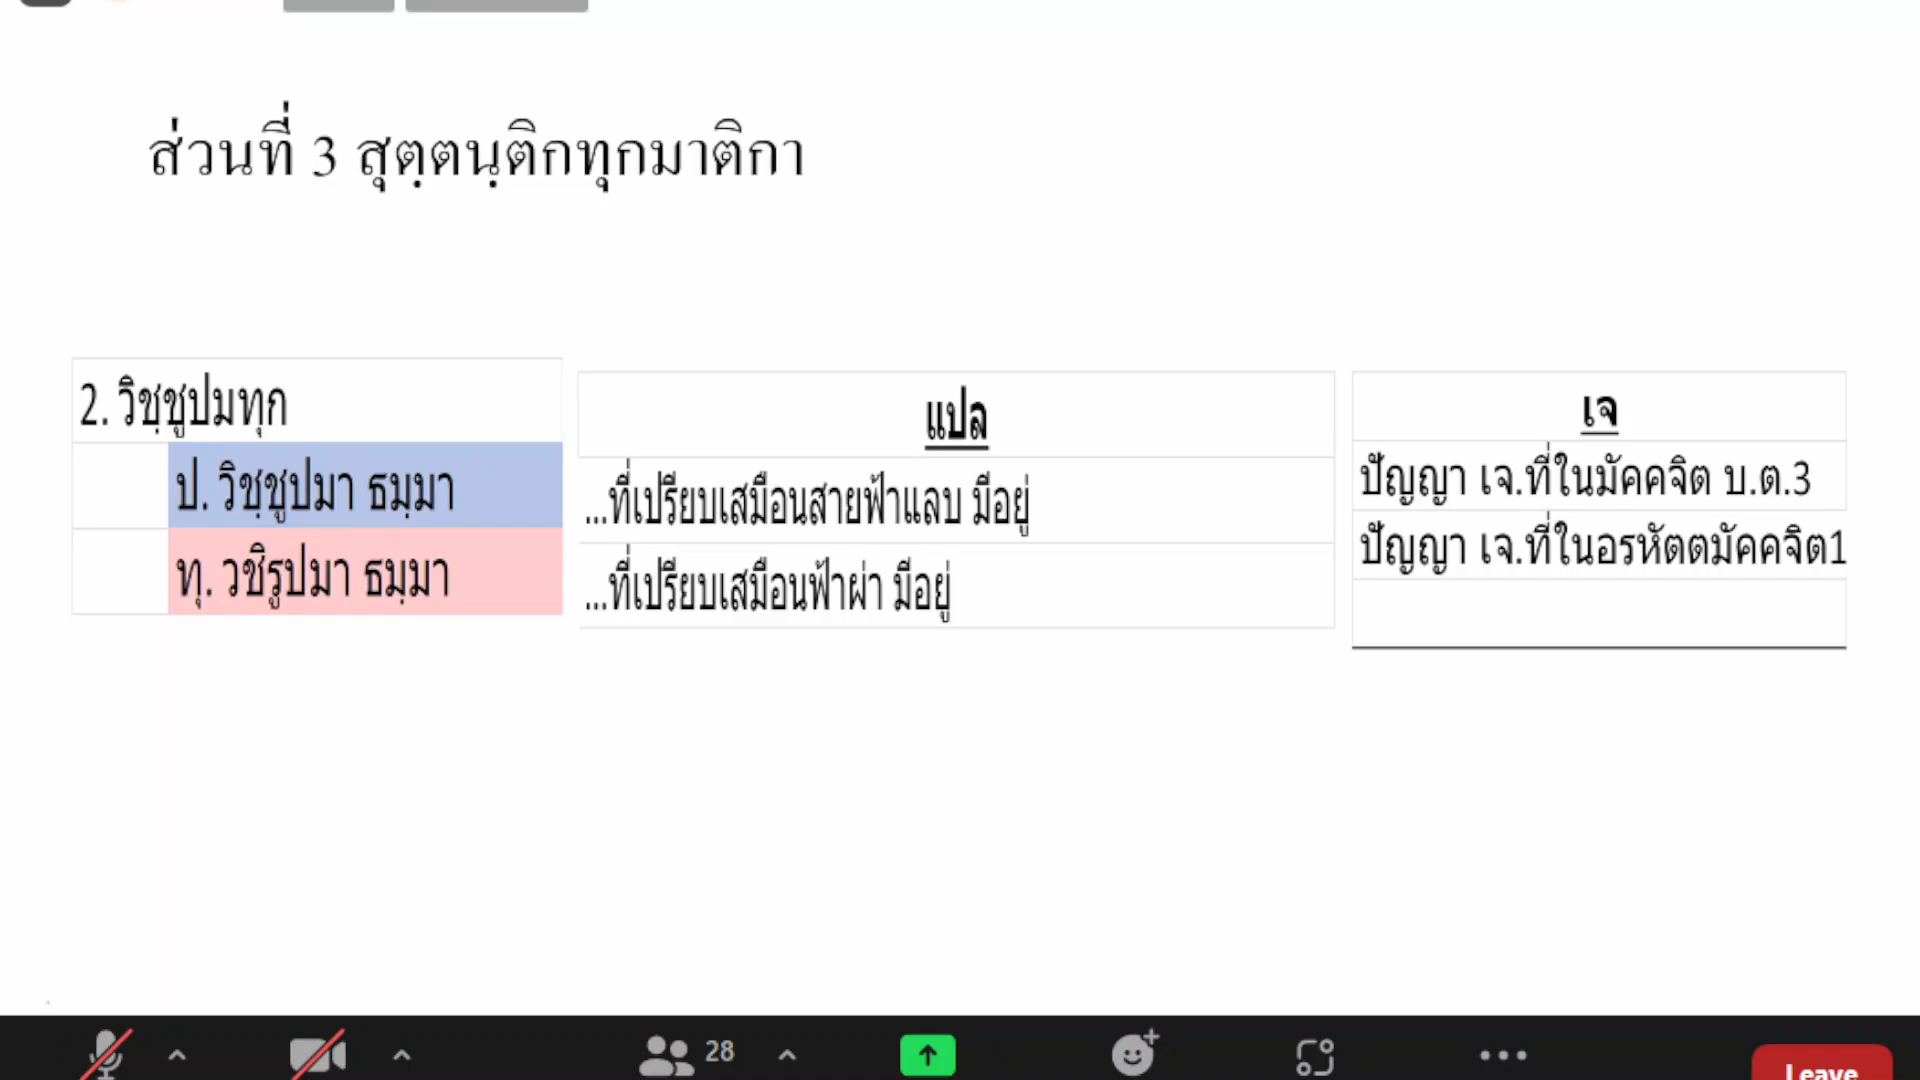 ส่วนที่ 3 สุตฺตนฺติกทุกมาติกา
2. วิชฺชูปมทุก
ป. วิชฺชูปมา ธมฺมา
ทุ. วชิรูปมา ธมฺมา
แปล
...ที่เปรียบเสมือนสายฟ้าแลบ มีอยู่
...ที่เปรียบเสมือนฟ้าผ่า มีอยู่
เจ
ปัญญา เจ.ที่ในมัคคจิต บ.ต.3
ปัญญา เจ.ที่ในอรหัตตมัคคจิต1
28
Leave